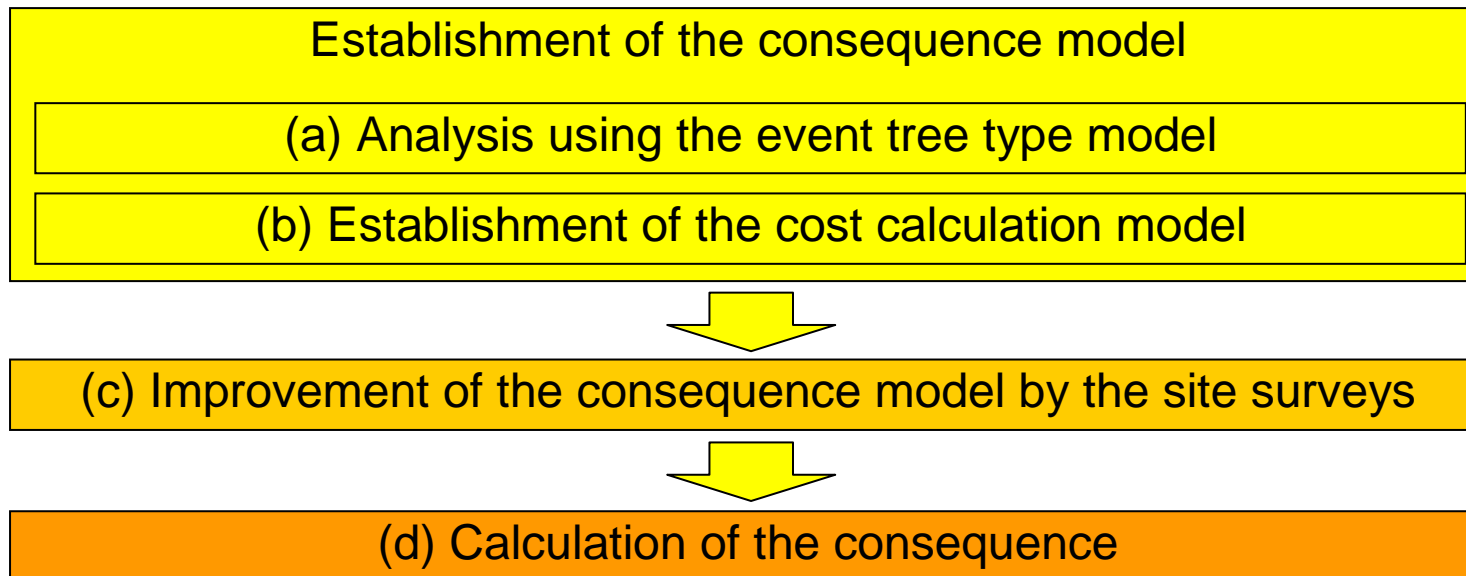 Establishment of the consequence model
(a) Analysis using the event tree type model
(b) Establishment of the cost calculation model
(c) Improvement of the consequence model by the site surveys
(d) Calculation of the consequence